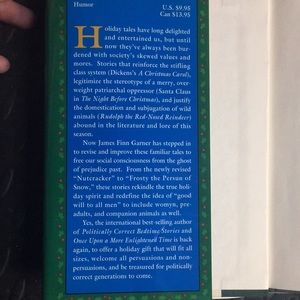 Humor
U.S. $9.95
Can $13.95
Holiday tales have long delighted
and entertained us, but until
now they've always been bur-
dened with society's skewed values and
mores. Stories that reinforce the stifling
class system (Dickens's A Christmas Carol),
legitimize the stereotype of a merry, over-
weight patriarchal oppressor (Santa Claus
in The Night Before Christmas), and justify
the domestication and subjugation of wild
animals (Rudolph the Red-Nosed Reindeer)
abound in the literature and lore of this
season.
Now James Finn Garner has stepped
in to revise and improve these familiar tales to
free our social consciousness from the ghost
of prejudice past. From the newly revised
"Nutcracker" to "Frosty the Persun of
Snow," these stories rekindle the true holi-
day spirit and redefine the idea of "good
will to all men" to include womyn, pre-
adults, and companion animals as well.
Yes, the international best selling author
of Politically Correct Bedtime Stories and
Once Upon a More Enlightened Time is back
again, to offer a holiday gift that will fit all
sizes, welcome all persuasions and non-
persuasions, and be treasured for politically
correct generations to come.